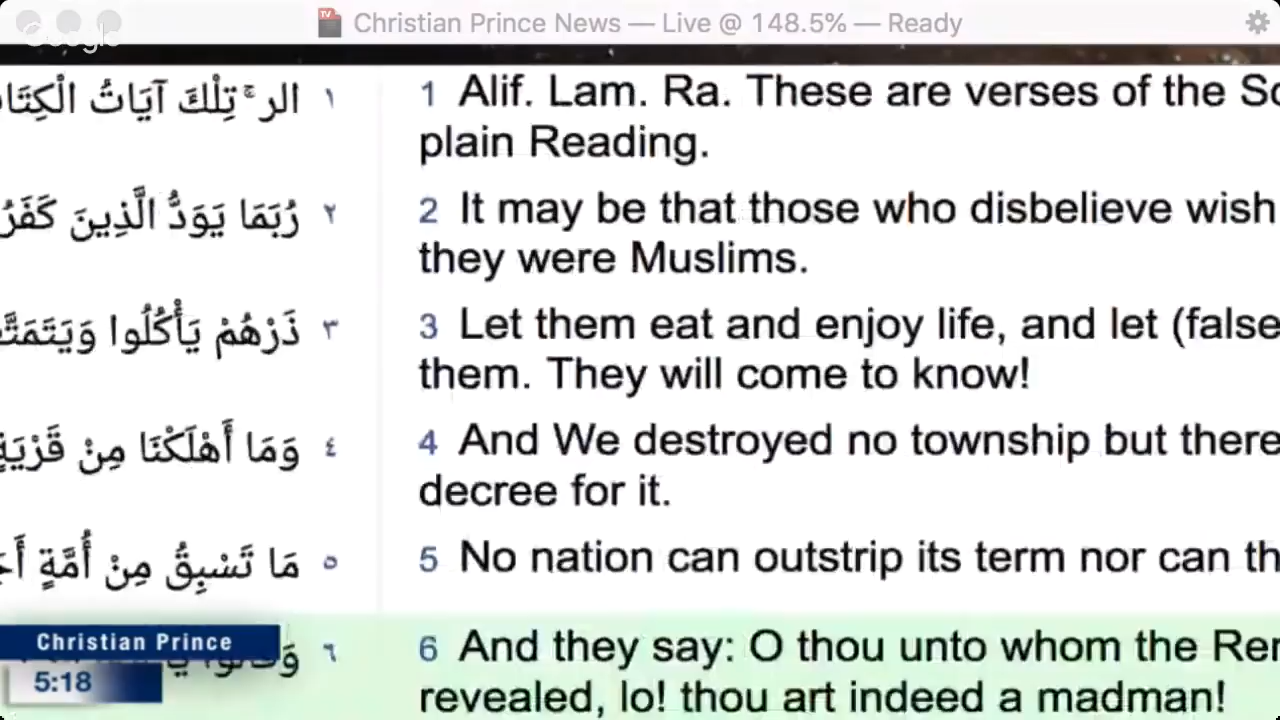 Google
Christian Prince News — Live @ 148.5% — Ready
الر ۚ تِلْكَ آيَاتُ ١
1 Alif. Lam. Ra. These are verses of the
plain Reading.
رُبَمَا يَوَدُّ الَّذِينَ ٢
2 It may be that those who disbelieve wish
they were Muslims.
ذَرْهُمْ يَأْكُلُوا ٣
3 Let them eat and enjoy life, and let (false
them. They will come to know!
وَمَا أَهْلَكْنَا مِنْ ٤
4 And We destroyed no township but there
decree for it.
مَا تَسْبِقُ مِنْ أُمَّةٍ ٥
5 No nation can outstrip its term nor can
٦
6 And they say: O thou unto whom the
revealed, lo! thou art indeed a madman!
Christian Prince
5:18